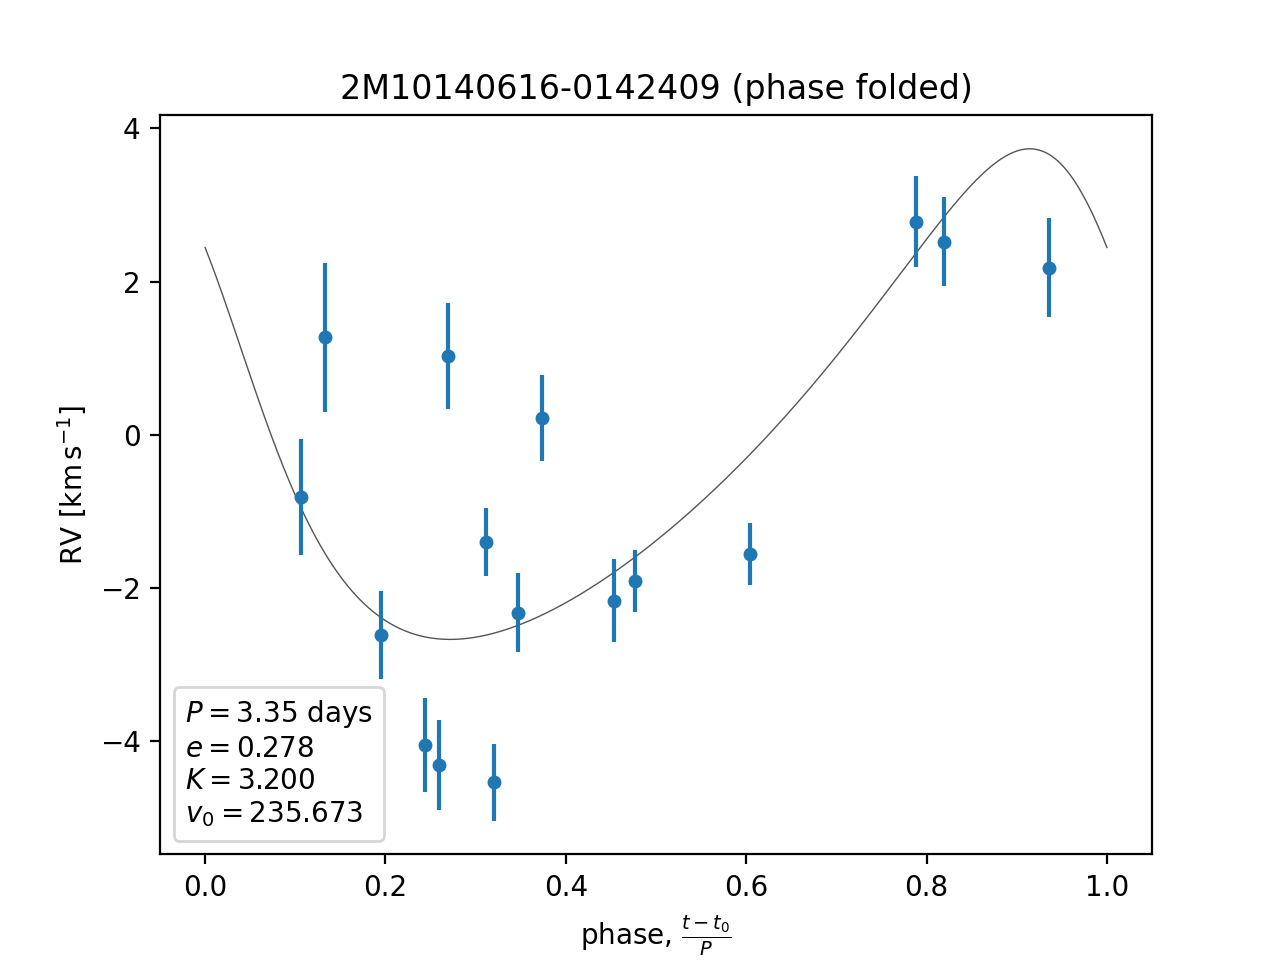 2M10140616-0142409 (phase folded)
4
2
0
−2
−4
RV [km s⁻¹]
P = 3.35 days
e = 0.278
K = 3.200
v₀ = 235.673
0.0 0.2 0.4 0.6 0.8 1.0
phase, (t − t₀)/P